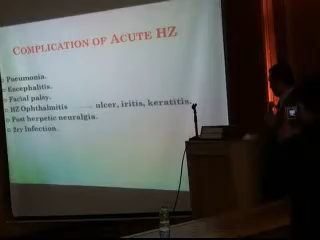 COMPLICATION OF ACUTE HZ
Pneumonia.
Encephalitis.
Facial palsy.
HZ Ophthalmitis ........ ulcer, iritis, keratitis.
Post herpetic neuralgia.
2ry infection.